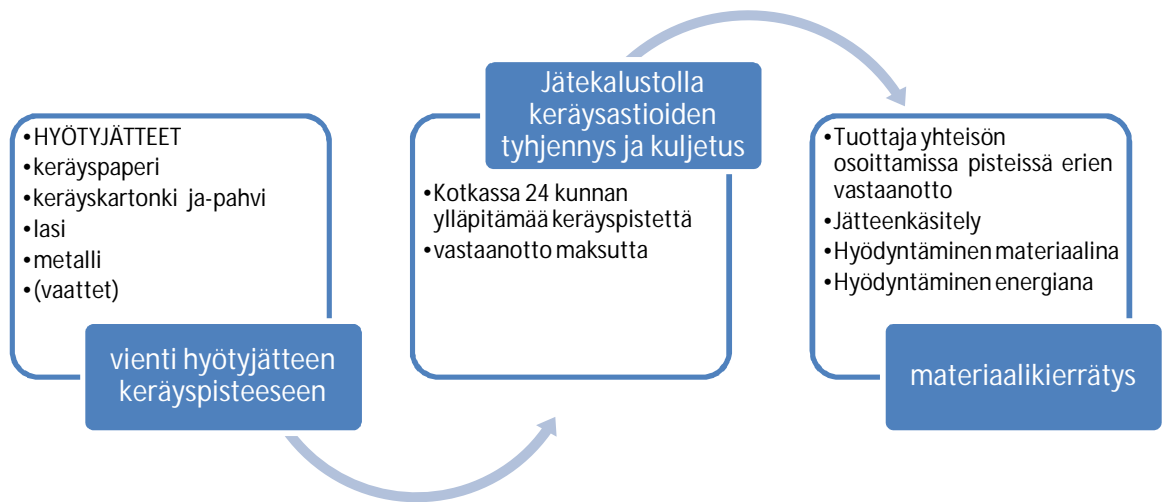 •HYÖTYJÄTTEET
•keräyspaperi
•keräyskartonki ja-pahvi
•lasi
•metalli
•(vaattet)
vienti hyötyjätteen
keräyspisteeseen
Jätekalustolla
keräysastioiden
tyhjennys ja kuljetus
•Kotkassa 24 kunnan
ylläpitämää keräyspistettä
•vastaanotto maksutta
•Tuottaja yhteisön
osoittamissa pisteissä erien
vastaanotto
•Jätteenkäsitely
•Hyödyntäminen materiaalina
•Hyödyntäminen energiana
materiaalikierrätys